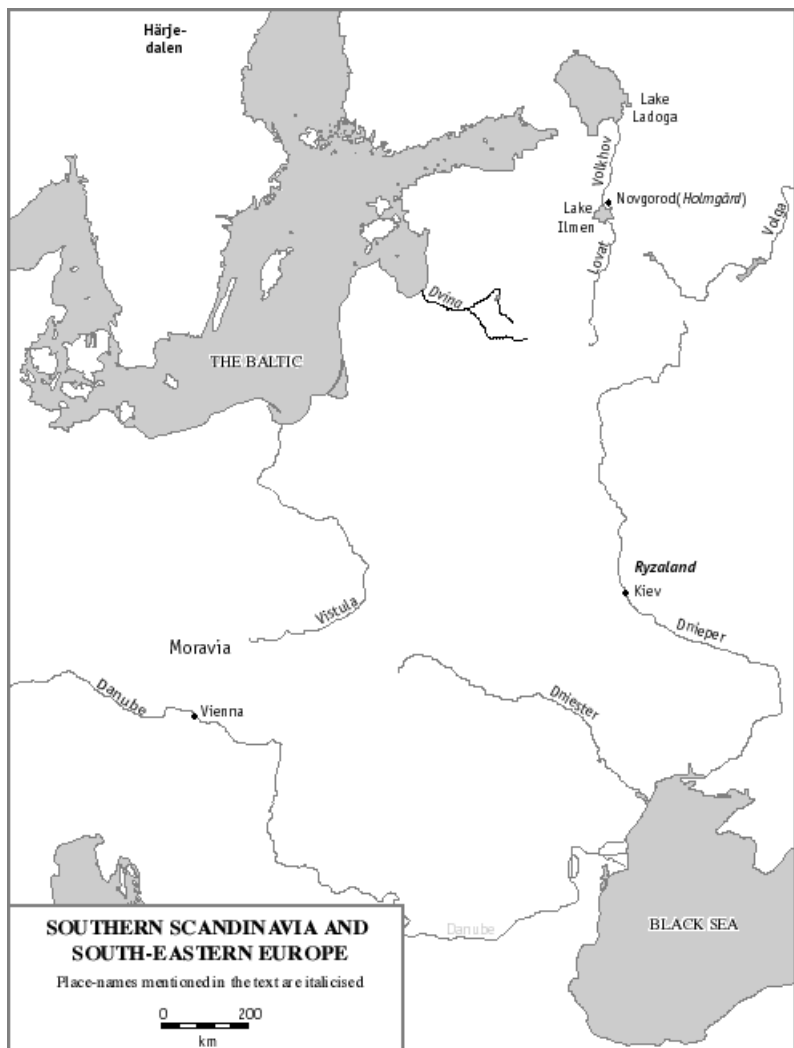 Härje-
dalen
Lake
Ladoga
Volkhov
Novgorod(Holmgård)
Lake
Ilmen
Volga
Lovat
Dvina
THE BALTIC
Ryzaland
Kiev
Vistula
Dnieper
Moravia
Danube
Vienna
Dniester
BLACK SEA
Danube
SOUTHERN SCANDINAVIA AND
SOUTH-EASTERN EUROPE
Place-names mentioned in the text are italicised
0 200
km